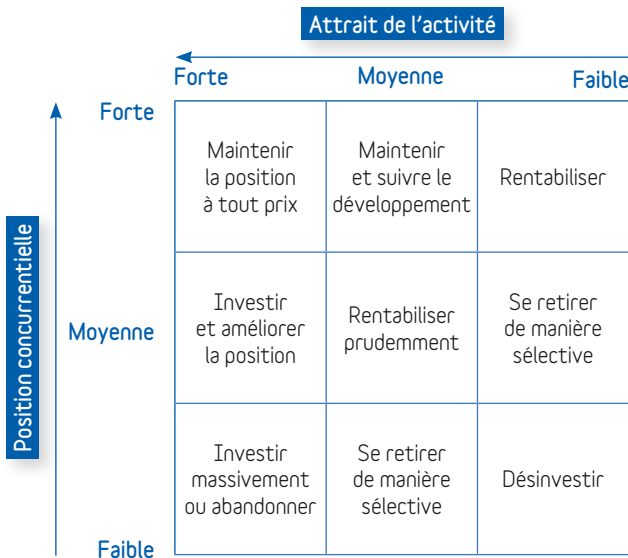 Attrait de l'activité
Forte
Moyenne
Faible
Forte
Maintenir
la position
à tout prix
Maintenir
et suivre le
développement
Rentabiliser
Position concurrentielle
Moyenne
Investir
et améliorer
la position
Rentabiliser
prudemment
Se retirer
de manière
sélective
Investir
massivement
ou abandonner
Se retirer
de manière
sélective
Désinvestir
Faible